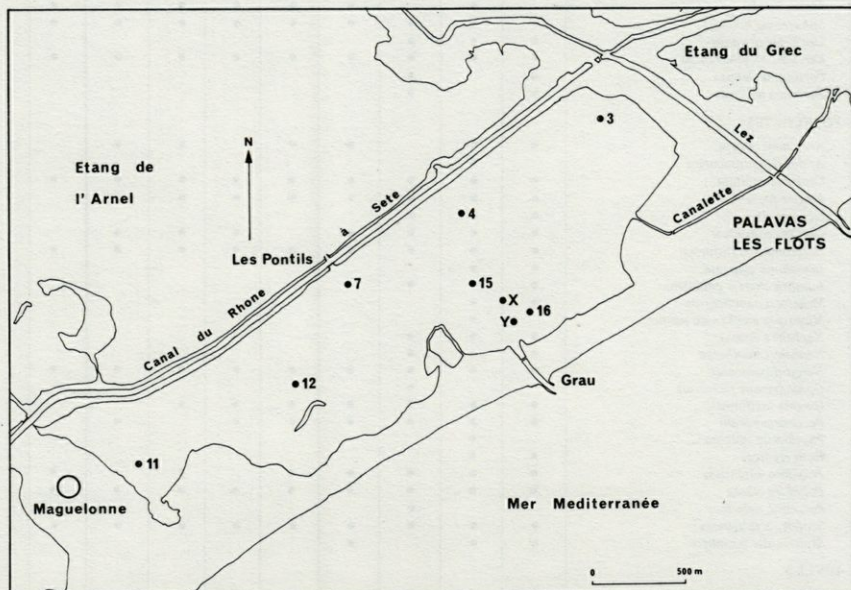 Etang du Grec
3
Lez
N
Etang de
l' Arnel
Canal du Rhone à Sete
4
Canalette
PALAVAS
LES FLOTS
Les Pontils
7
15
X
16
Y
12
Grau
11
Maguelonne
Mer Mediterranée
0 500 m